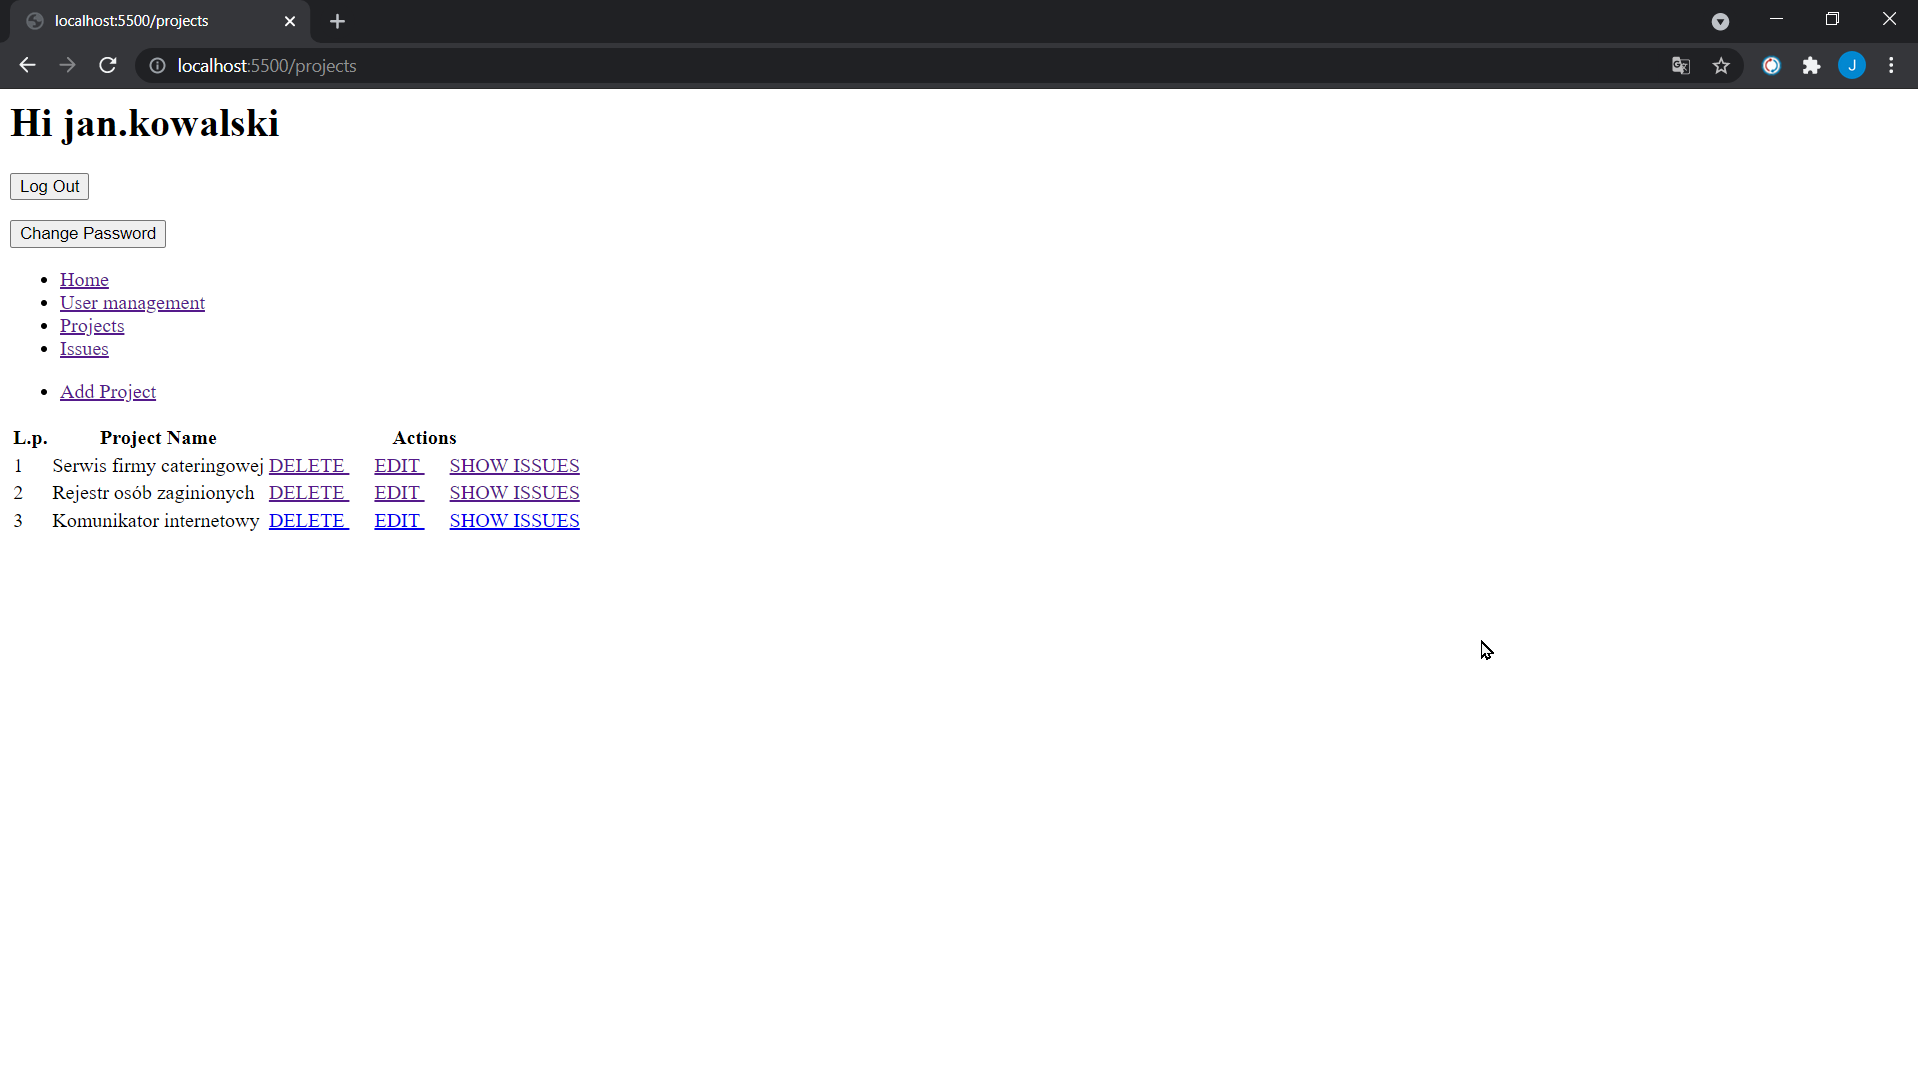 localhost:5500/projects
localhost:5500/projects
J
Hi jan.kowalski
Log Out
Change Password
Home
User management
Projects
Issues
Add Project
L.p. Project Name Actions
1 Serwis firmy cateringowej DELETE EDIT SHOW ISSUES
2 Rejestr osób zaginionych DELETE EDIT SHOW ISSUES
3 Komunikator internetowy DELETE EDIT SHOW ISSUES